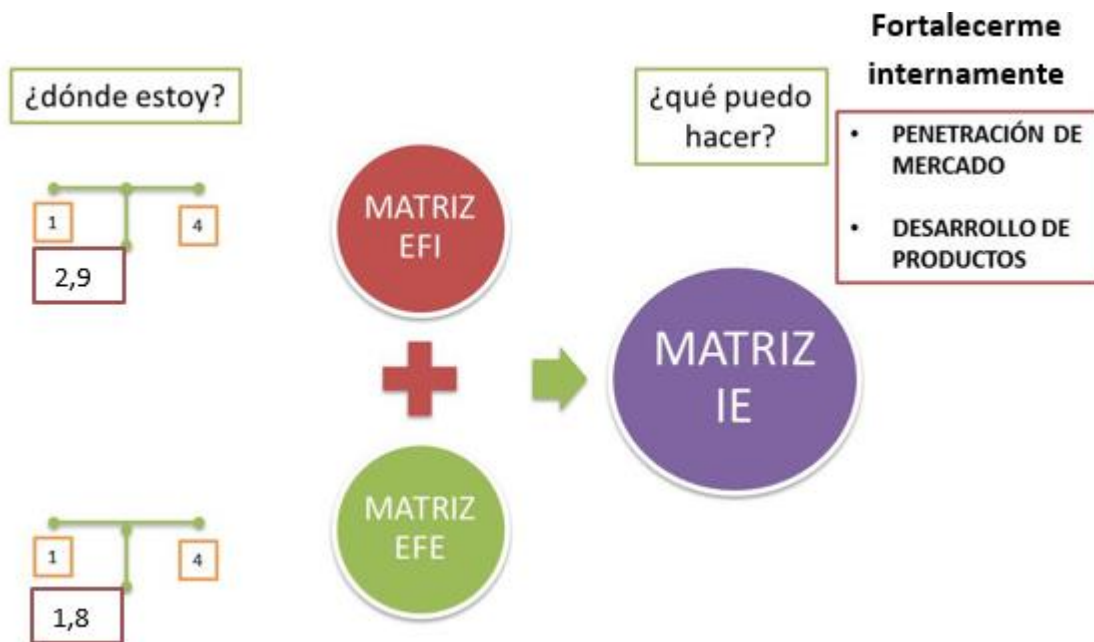 Fortalecerme
internamente
¿dónde estoy?
¿qué puedo
hacer?
• PENETRACIÓN DE
MERCADO
• DESARROLLO DE
PRODUCTOS
1
4
2,9
MATRIZ
EFI
MATRIZ
IE
MATRIZ
EFE
1
4
1,8